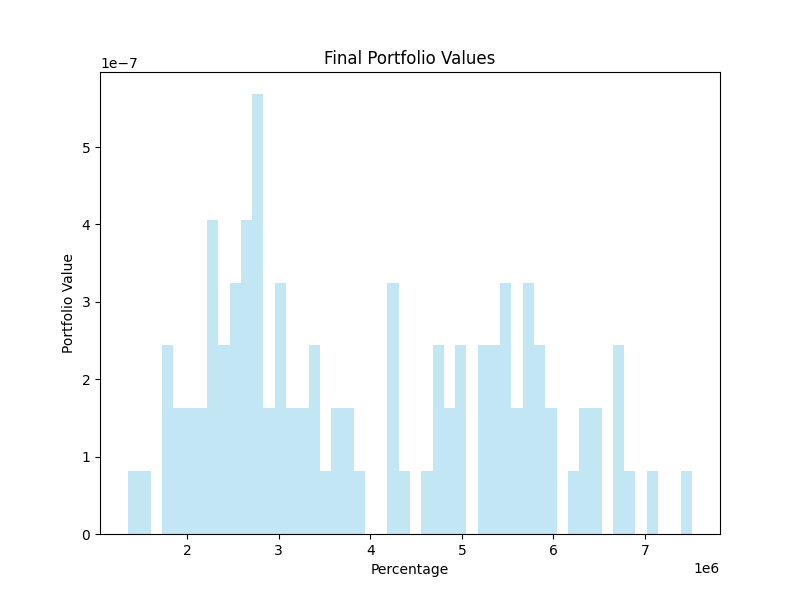 Final Portfolio Values
1e−7
5
4
3
2
1
0
Portfolio Value
2 3 4 5 6 7
1e6
Percentage